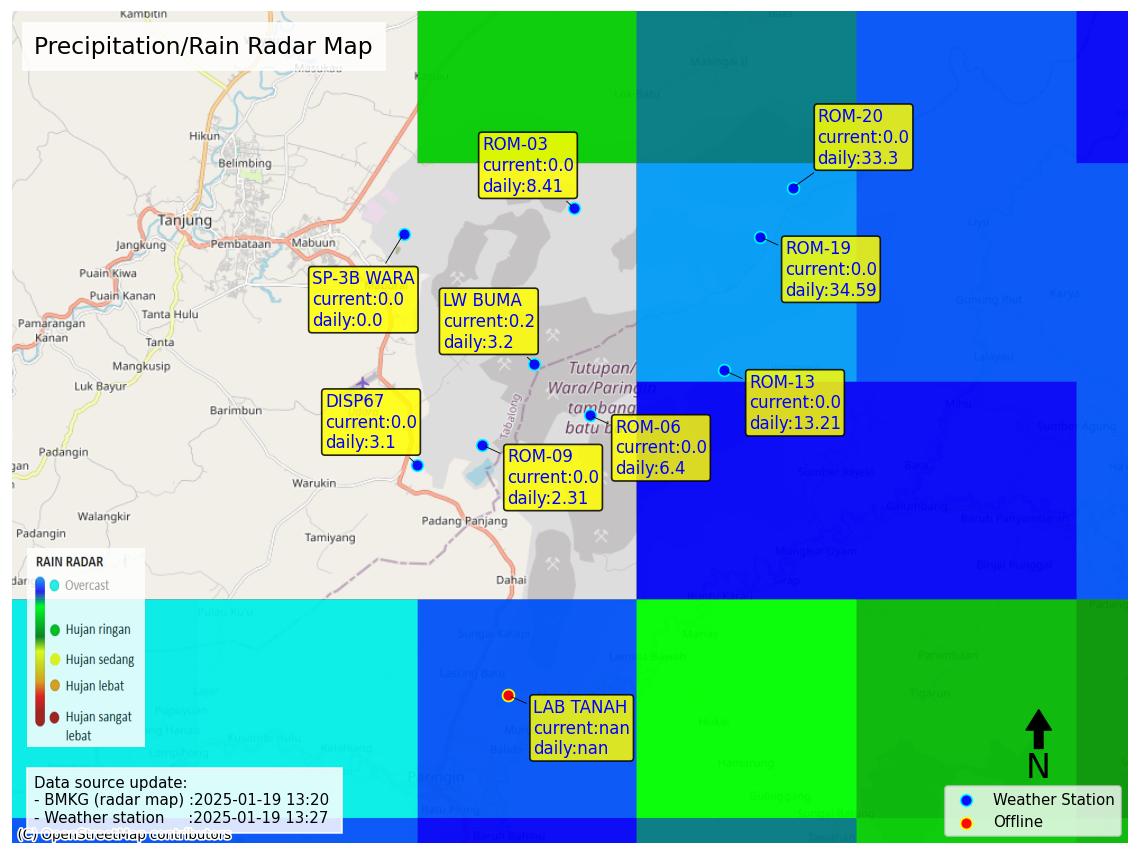 Kambitin
Precipitation/Rain Radar Map
Masukau
Kapau
Loa Batu
Hikun
Belimbing
Tanjung
Jangkung
Pembataan
Mabuun
Puain Kiwa
Puain Kanan
Tanta Hulu
Pamarangan
Kanan
Tanta
Mangkusip
Luk Bayur
Barimbun
Padangin
Warukin
Walangkir
Padangin
Tamiyang
Padang Panjang
Dahai
Tabalong
Tutupan/
Wara/Paringin
tambang
batu b
ROM-20
current:0.0
daily:33.3
ROM-03
current:0.0
daily:8.41
ROM-19
current:0.0
daily:34.59
SP-3B WARA
current:0.0
daily:0.0
LW BUMA
current:0.2
daily:3.2
ROM-13
current:0.0
daily:13.21
DISP67
current:0.0
daily:3.1
ROM-06
current:0.0
daily:6.4
ROM-09
current:0.0
daily:2.31
LAB TANAH
current:nan
daily:nan
RAIN RADAR
Overcast
Hujan ringan
Hujan sedang
Hujan lebat
Hujan sangat
lebat
Paringin
Data source update:
- BMKG (radar map) :2025-01-19 13:20
- Weather station :2025-01-19 13:27
(C) OpenStreetMap contributors
N
Weather Station
Offline